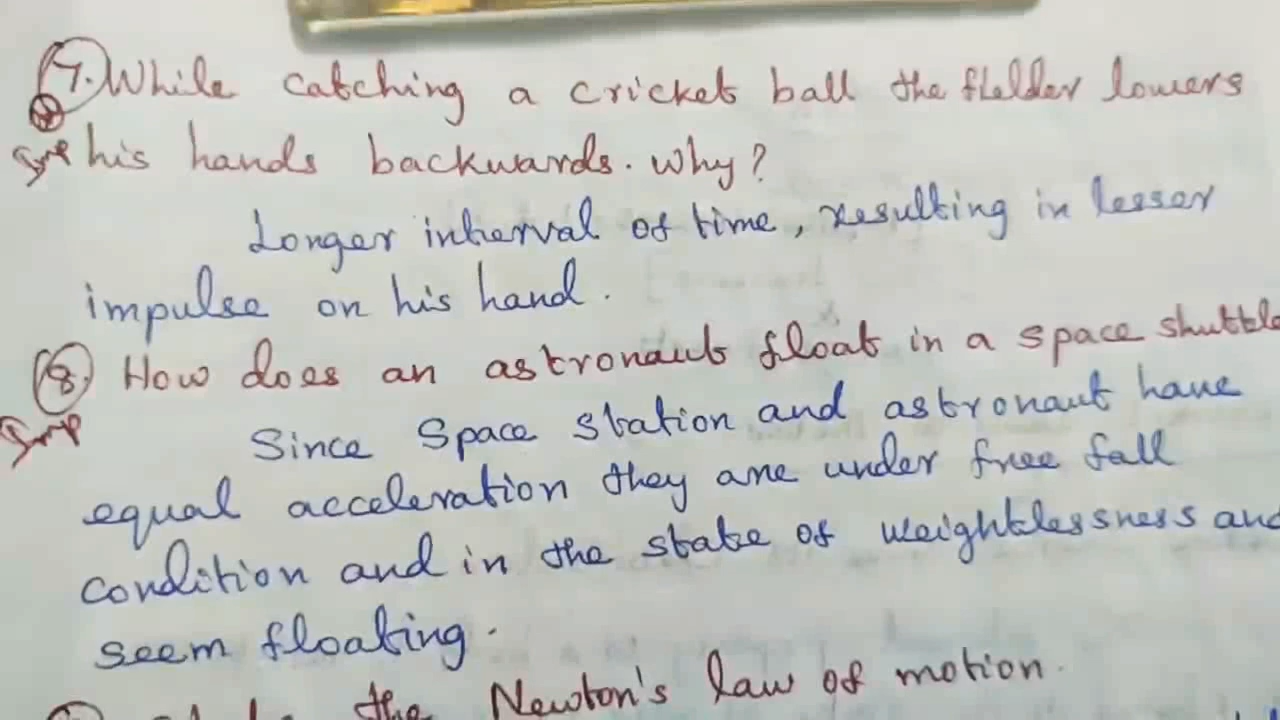 7. While catching a cricket ball the fielder lowers
Imp his hands backwards. Why?
Longer interval of time, resulting in lesser
impulse on his hand.
8. How does an astronaut float in a space shuttle
Imp
Since Space station and astronaut have
equal acceleration they are under free fall
condition and in the state of weightlessness and
seem floating.
the Newton's law of motion.